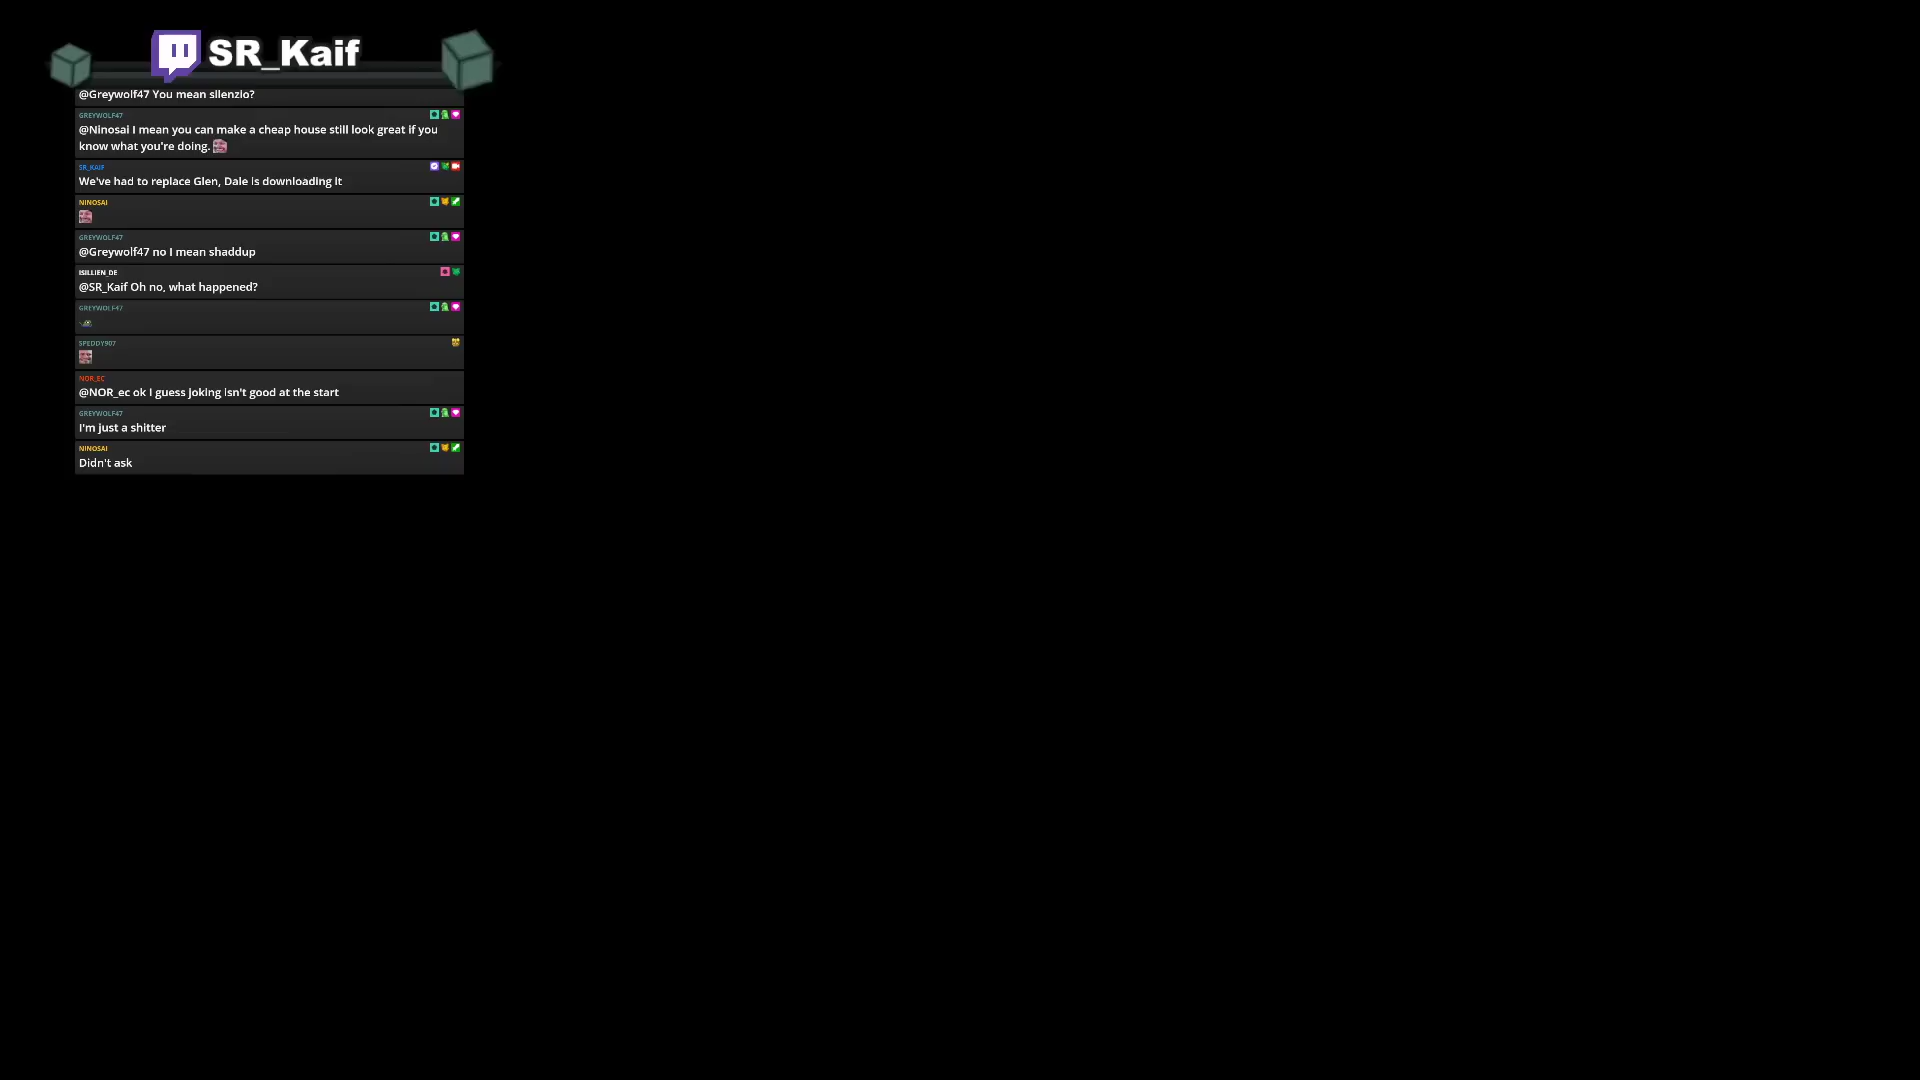 SR_Kaif
@Greywolf47 You mean silenzio?
GREYWOLF47
@Ninosai I mean you can make a cheap house still look great if you
know what you're doing.
SR_KAIF
We've had to replace Glen, Dale is downloading it
NINOSAI
GREYWOLF47
@Greywolf47 no I mean shaddup
ISILLIEN_DE
@SR_Kaif Oh no, what happened?
GREYWOLF47
SPEDDY907
NOR_EC
@NOR_ec ok I guess joking isn't good at the start
GREYWOLF47
I'm just a shitter
NINOSAI
Didn't ask